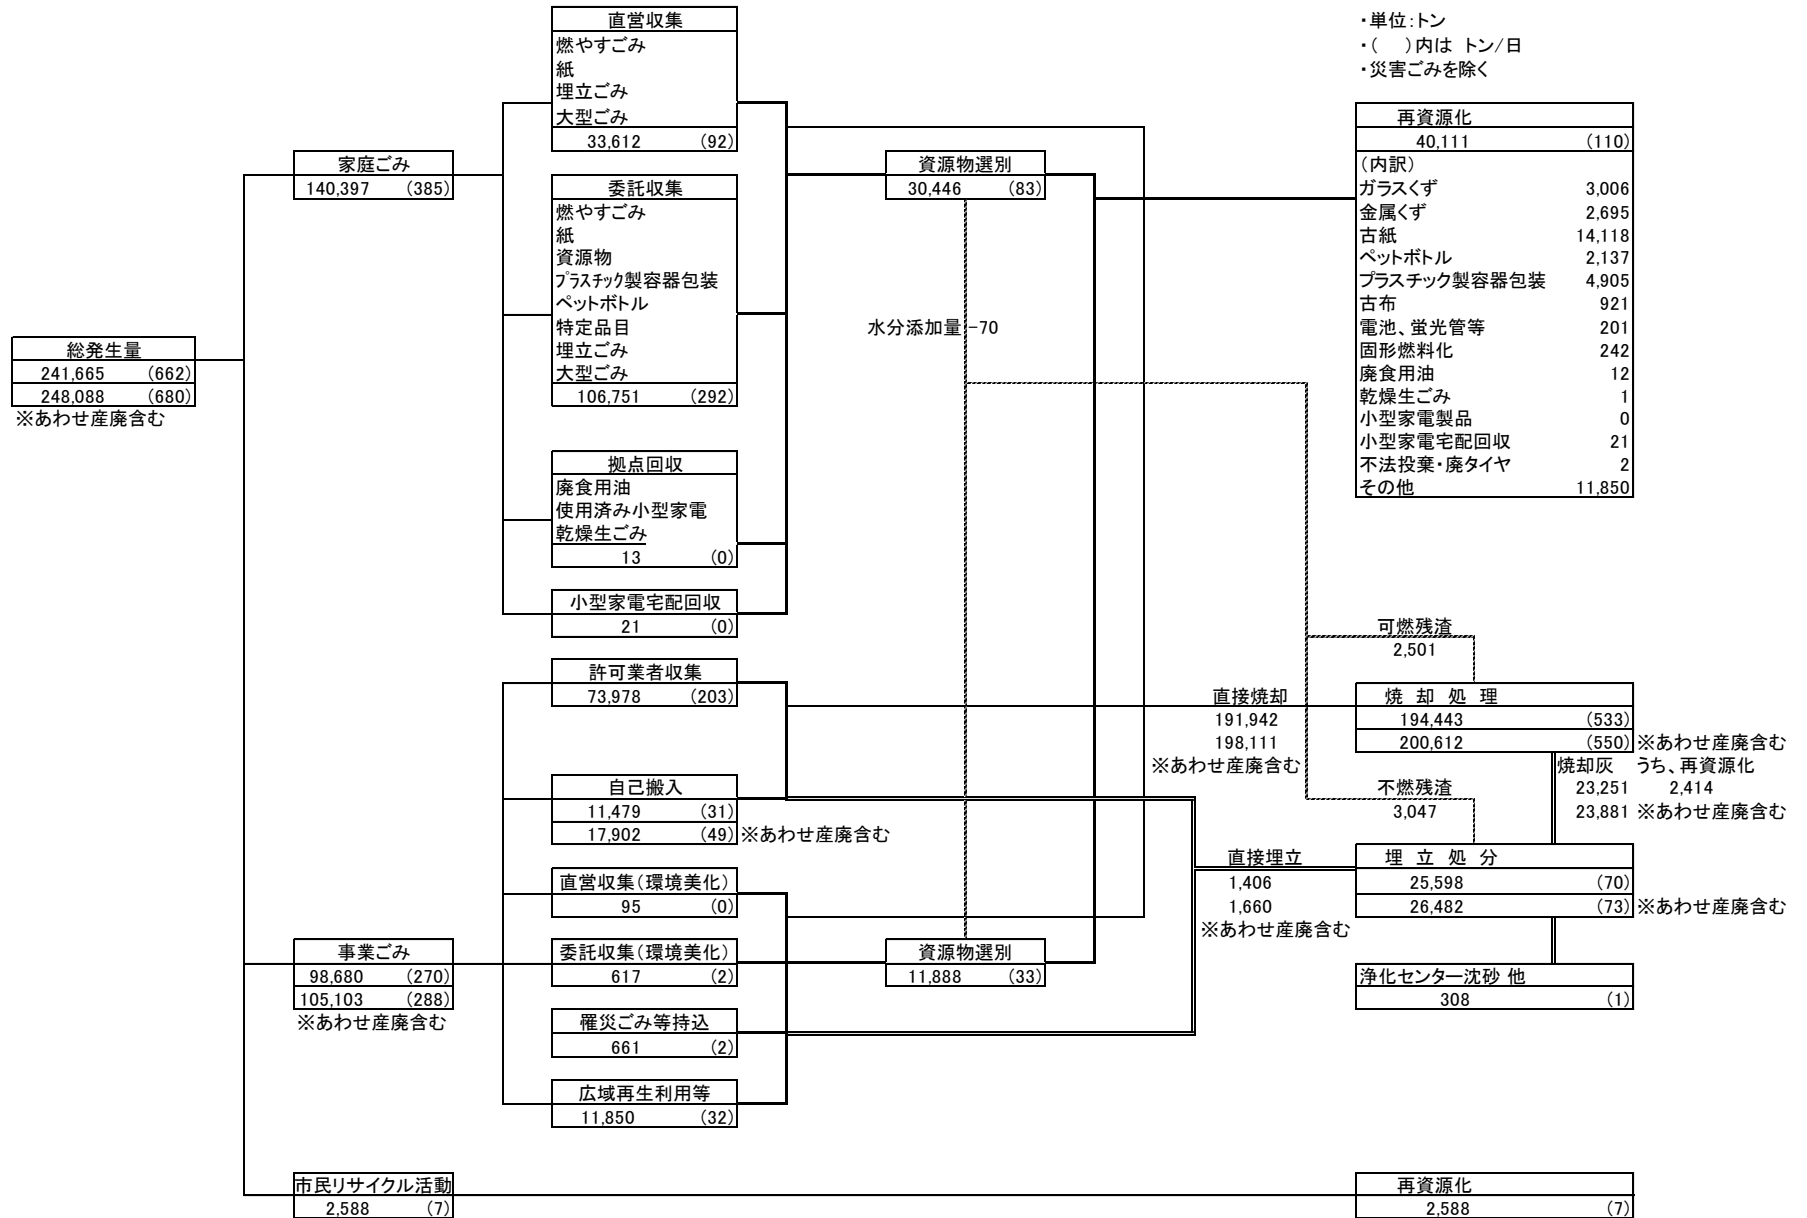 ・単位：トン
・(　)内は トン/日
・災害ごみを除く
総発生量
241,665 (662)
248,088 (680)
※あわせ産廃含む
家庭ごみ
140,397 (385)
事業ごみ
98,680 (270)
105,103 (288)
※あわせ産廃含む
市民リサイクル活動
2,588 (7)
直営収集
燃やすごみ
紙
埋立ごみ
大型ごみ
33,612 (92)
委託収集
燃やすごみ
紙
資源物
プラスチック製容器包装
ペットボトル
特定品目
埋立ごみ
大型ごみ
106,751 (292)
拠点回収
廃食用油
使用済み小型家電
乾燥生ごみ
13 (0)
小型家電宅配回収
21 (0)
許可業者収集
73,978 (203)
自己搬入
11,479 (31)
17,902 (49) ※あわせ産廃含む
直営収集(環境美化)
95 (0)
委託収集(環境美化)
617 (2)
罹災ごみ等持込
661 (2)
広域再生利用等
11,850 (32)
資源物選別
30,446 (83)
水分添加量 -70
資源物選別
11,888 (33)
直接焼却
191,942
198,111
※あわせ産廃含む
直接埋立
1,406
1,660
※あわせ産廃含む
可燃残渣
2,501
不燃残渣
3,047
再資源化
40,111 (110)
(内訳)
ガラスくず 3,006
金属くず 2,695
古紙 14,118
ペットボトル 2,137
プラスチック製容器包装 4,905
古布 921
電池、蛍光管等 201
固形燃料化 242
廃食用油 12
乾燥生ごみ 1
小型家電製品 0
小型家電宅配回収 21
不法投棄・廃タイヤ 2
その他 11,850
焼 却 処 理
194,443 (533)
200,612 (550) ※あわせ産廃含む
焼却灰 うち、再資源化
23,251 2,414
23,881 ※あわせ産廃含む
埋 立 処 分
25,598 (70)
26,482 (73) ※あわせ産廃含む
浄化センター沈砂 他
308 (1)
再資源化
2,588 (7)